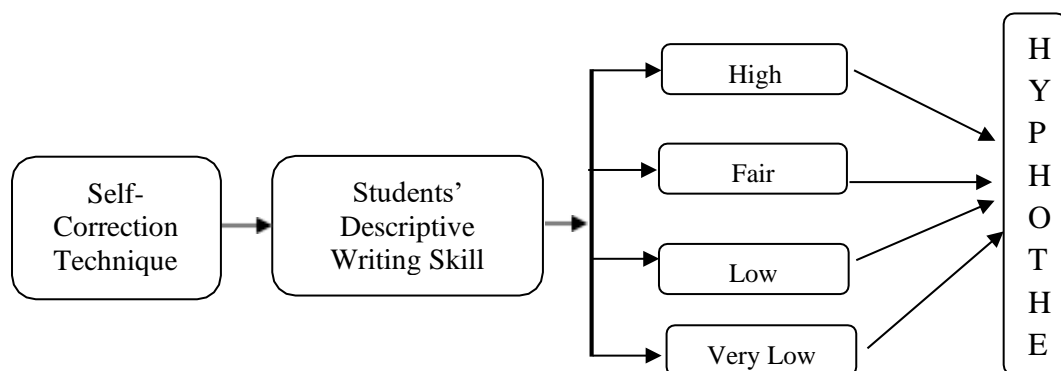 Self-
Correction
Technique
Students’
Descriptive
Writing Skill
High
Fair
Low
Very Low
H
Y
P
H
O
T
H
E